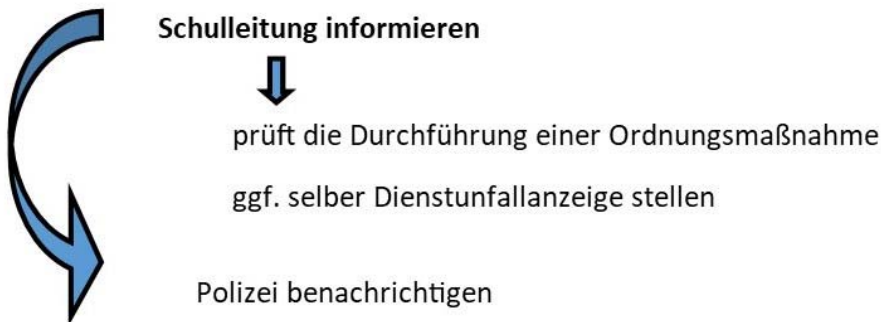 Schulleitung informieren
prüft die Durchführung einer Ordnungsmaßnahme
ggf. selber Dienstunfallanzeige stellen
Polizei benachrichtigen